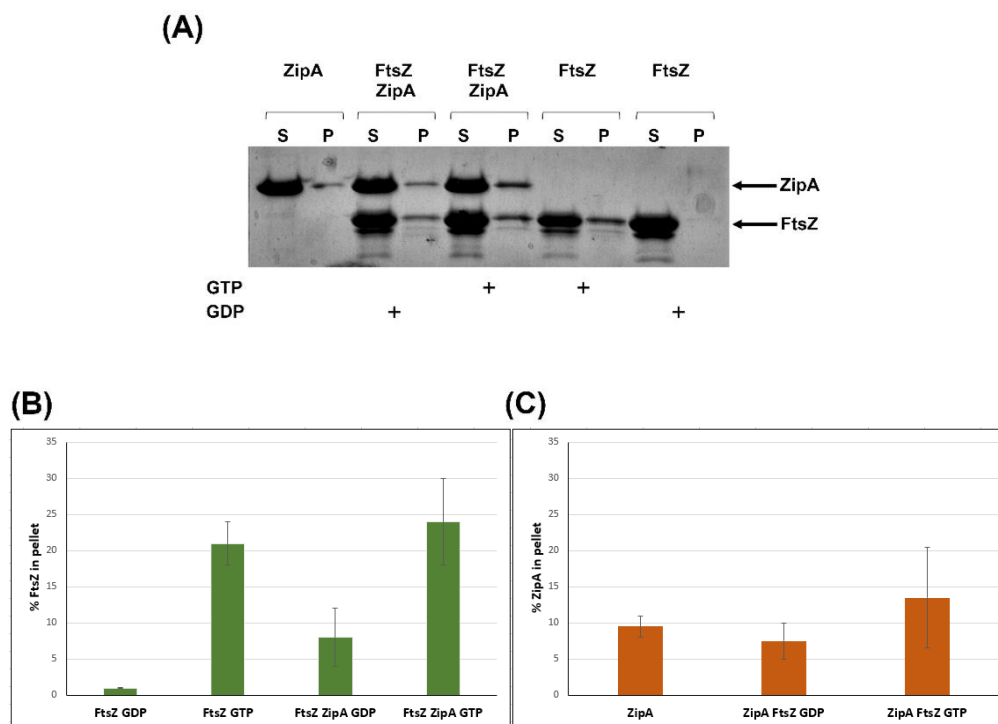 (A)
ZipA FtsZ FtsZ FtsZ FtsZ
ZipA ZipA
S P S P S P S P S P
ZipA
FtsZ
GTP + +
GDP + +
(B)
35
30
25
20
15
10
5
0
% FtsZ in pellet
FtsZ GDP FtsZ GTP FtsZ ZipA GDP FtsZ ZipA GTP
(C)
35
30
25
20
15
10
5
0
% ZipA in pellet
ZipA ZipA FtsZ GDP ZipA FtsZ GTP